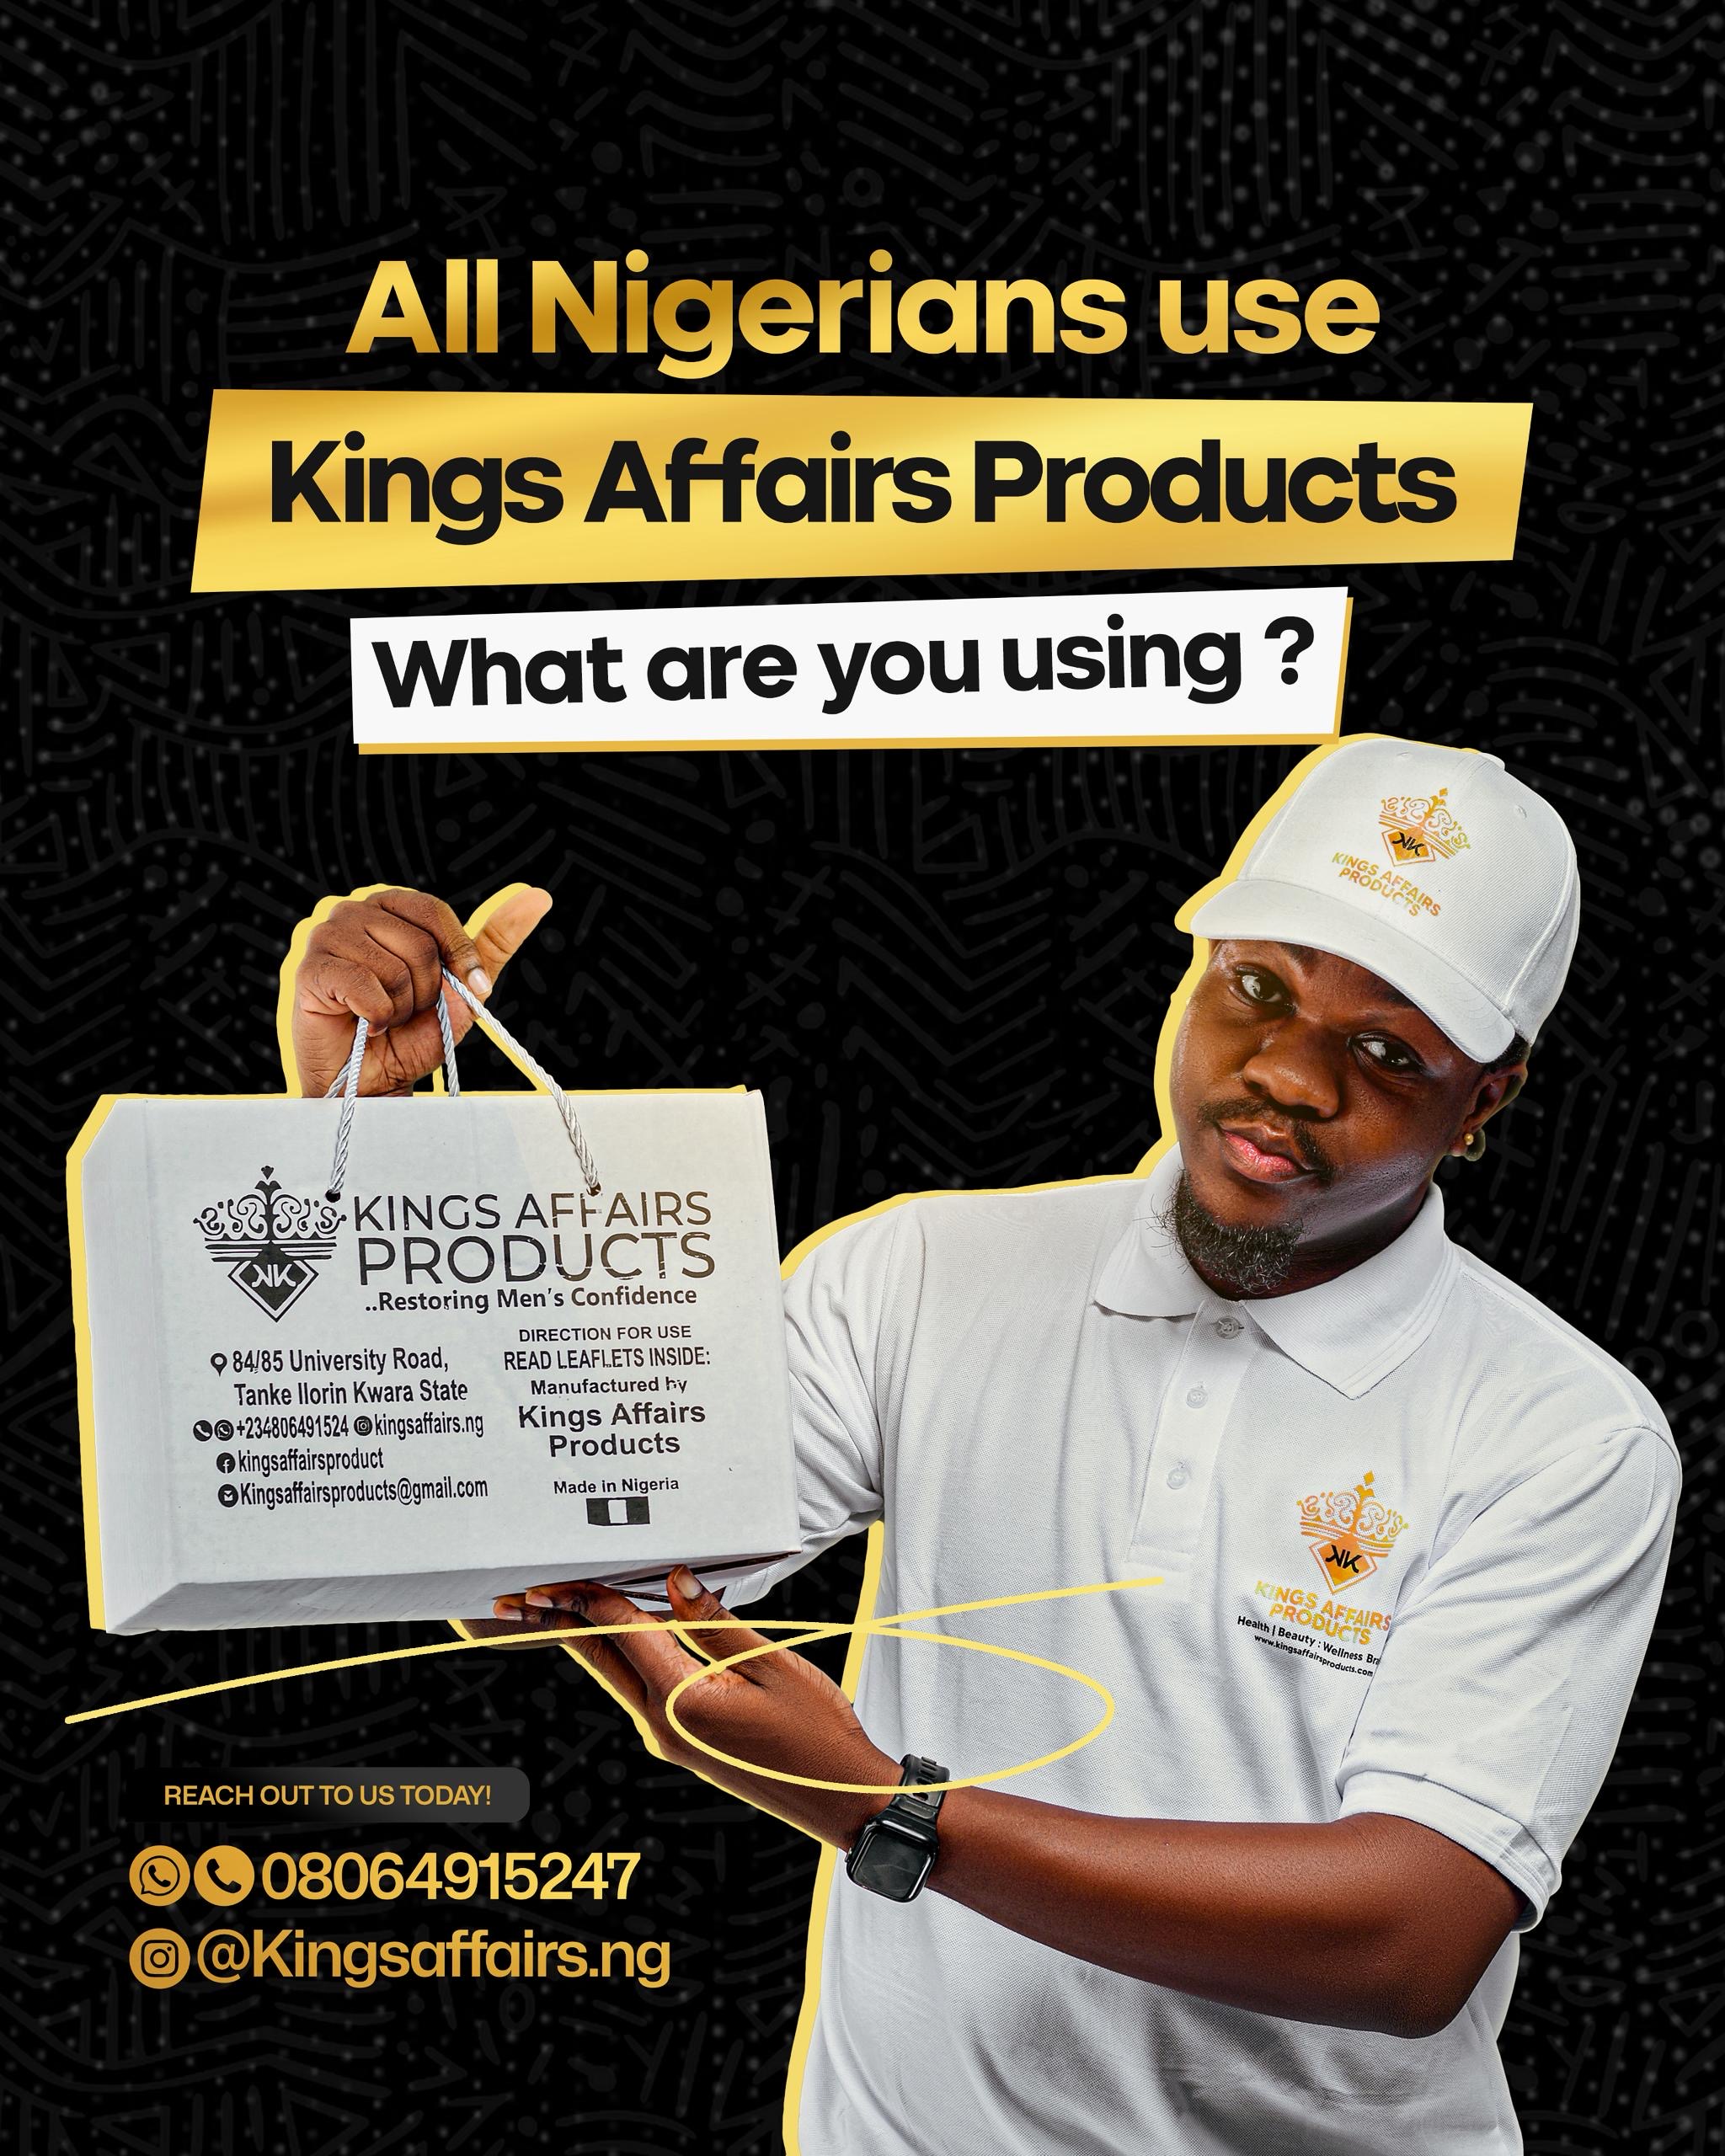 All Nigerians use
Kings Affairs Products
What are you using ?
KINGS AFFAIRS
PRODUCTS
KINGS AFFAIRS
PRODUCTS
..Restoring Men's Confidence
84/85 University Road,
Tanke Ilorin Kwara State
+234806491524 kingsaffairs.ng
kingsaffairsproduct
Kingsaffairsproducts@gmail.com
DIRECTION FOR USE
READ LEAFLETS INSIDE:
Manufactured by
Kings Affairs
Products
Made in Nigeria
KINGS AFFAIRS
PRODUCTS
Health | Beauty : Wellness
www.kingsaffairsproducts.com
REACH OUT TO US TODAY!
08064915247
@Kingsaffairs.ng